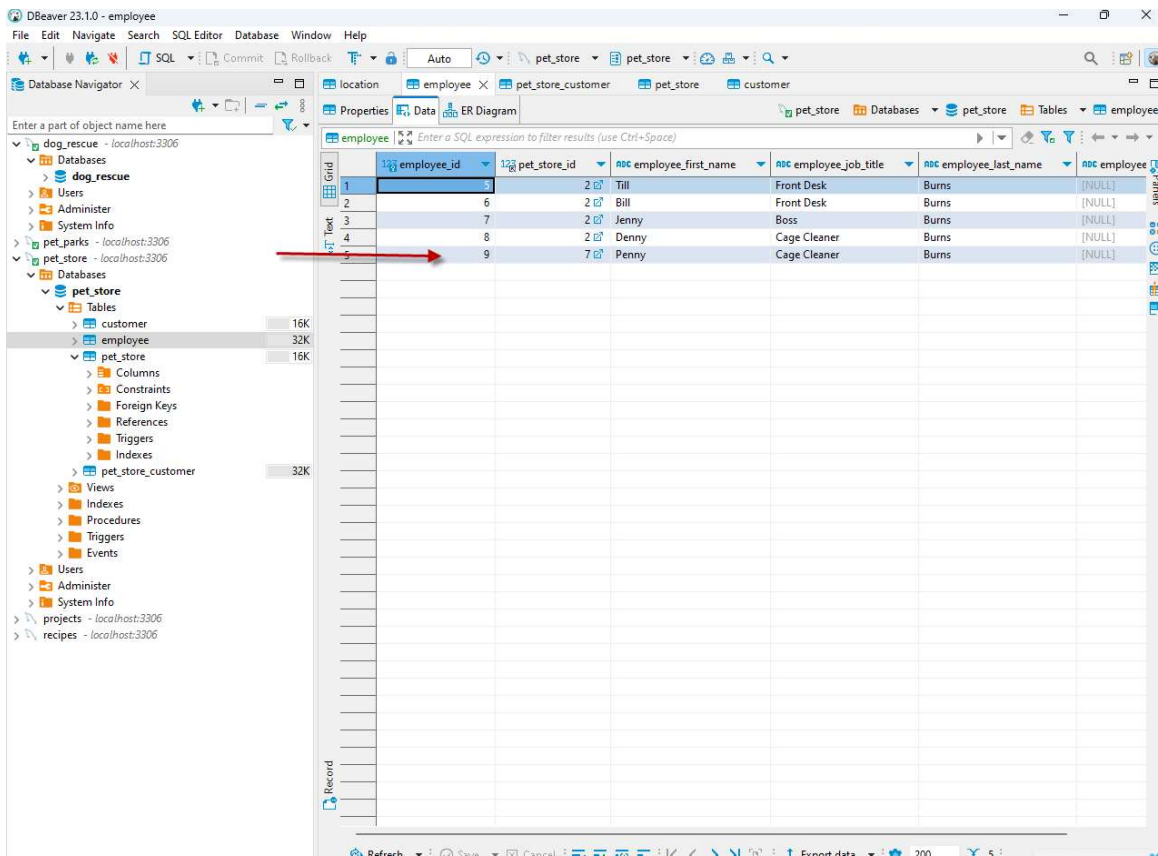 DBeaver 23.1.0 - employee
File Edit Navigate Search SQL Editor Database Window Help
SQL Commit Rollback Auto pet_store pet_store
Database Navigator
location employee pet_store_customer pet_store customer
Properties Data ER Diagram pet_store Databases pet_store Tables employee
Enter a part of object name here
employee Enter a SQL expression to filter results (use Ctrl+Space)
dog_rescue - localhost:3306
Databases
dog_rescue
Users
Administer
System Info
pet_parks - localhost:3306
pet_store - localhost:3306
Databases
pet_store
Tables
customer 16K
employee 32K
pet_store 16K
Columns
Constraints
Foreign Keys
References
Triggers
Indexes
pet_store_customer 32K
Views
Indexes
Procedures
Triggers
Events
Users
Administer
System Info
projects - localhost:3306
recipes - localhost:3306
Grid
Text
Record
123 employee_id 123 pet_store_id ABC employee_first_name ABC employee_job_title ABC employee_last_name ABC employee
1 5 2 Till Front Desk Burns [NULL]
2 6 2 Bill Front Desk Burns [NULL]
3 7 2 Jenny Boss Burns [NULL]
4 8 2 Denny Cage Cleaner Burns [NULL]
5 9 7 Penny Cage Cleaner Burns [NULL]
Refresh Save Cancel Export data 200 5